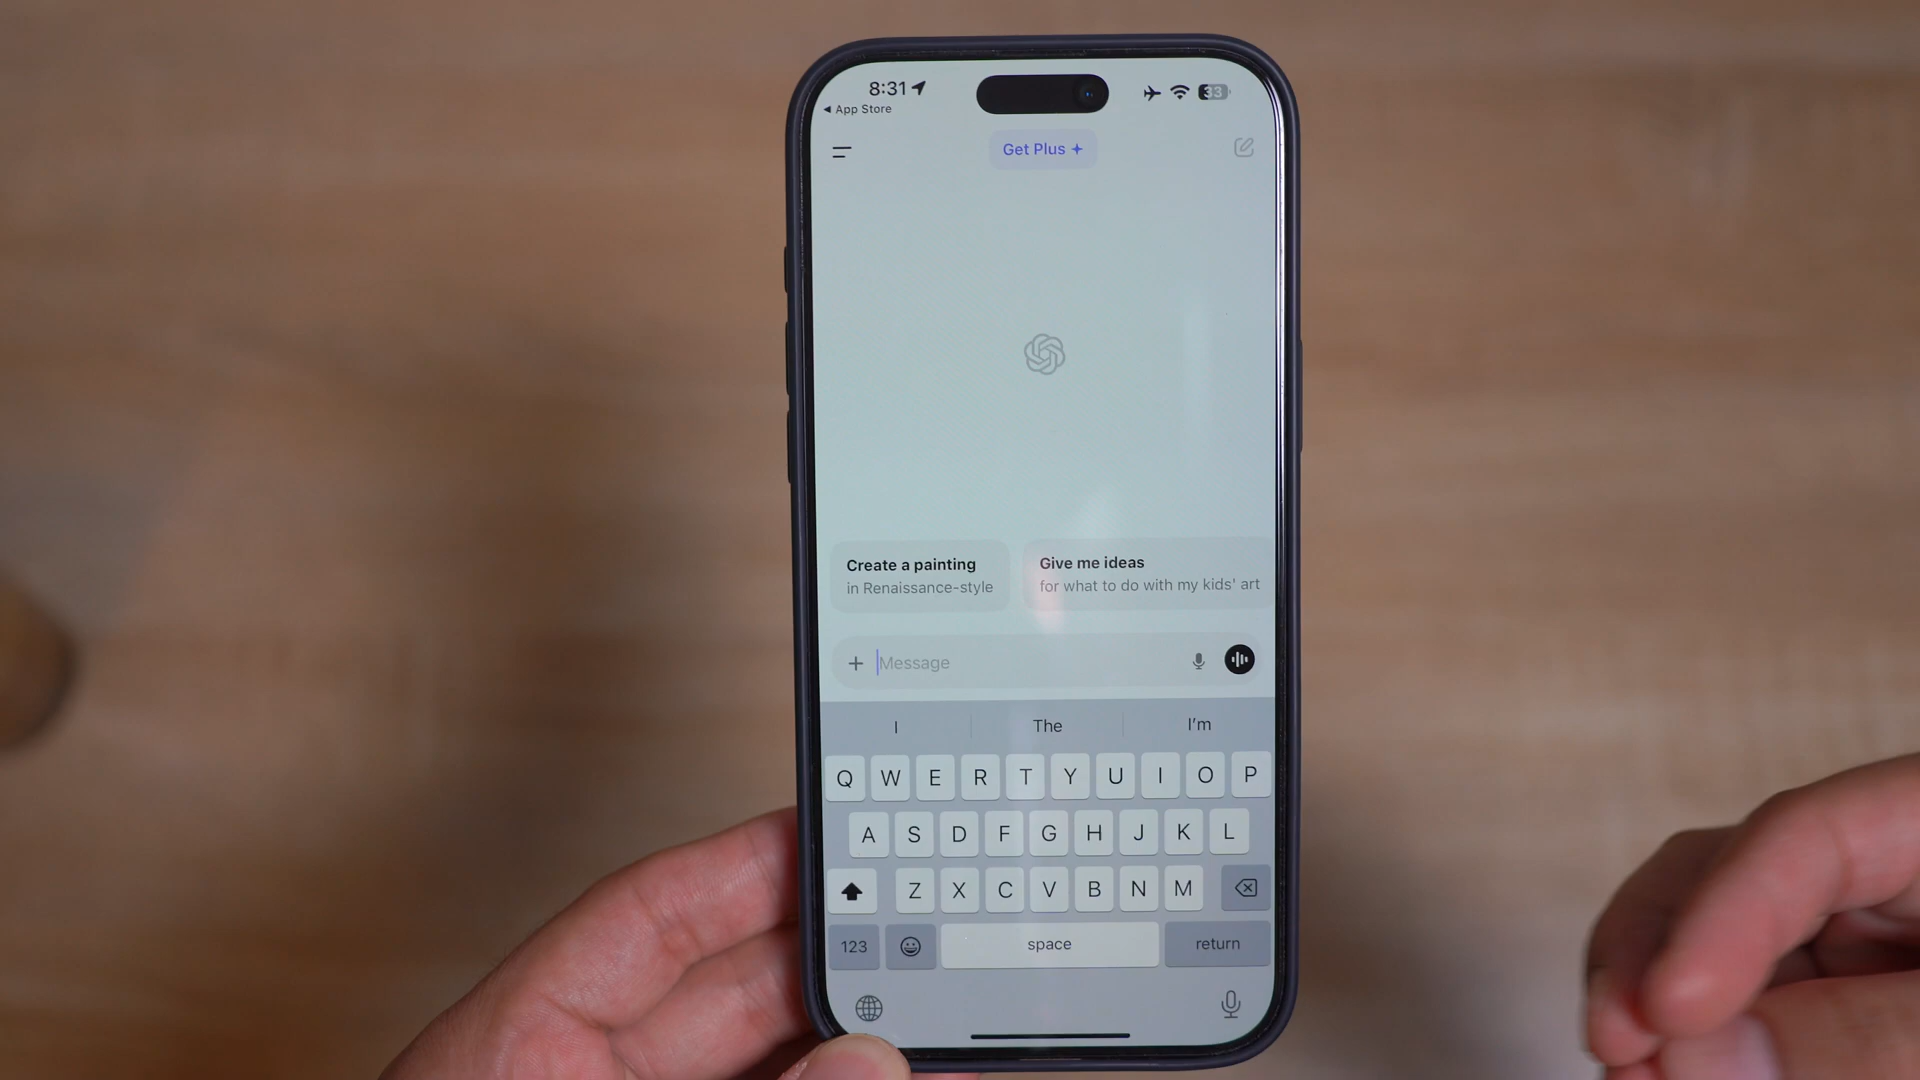 8:31
33
App Store
Get Plus
Create a painting
in Renaissance-style
Give me ideas
for what to do with my kids' art
Message
I The I'm
Q W E R T Y U I O P
A S D F G H J K L
Z X C V B N M
123 space return